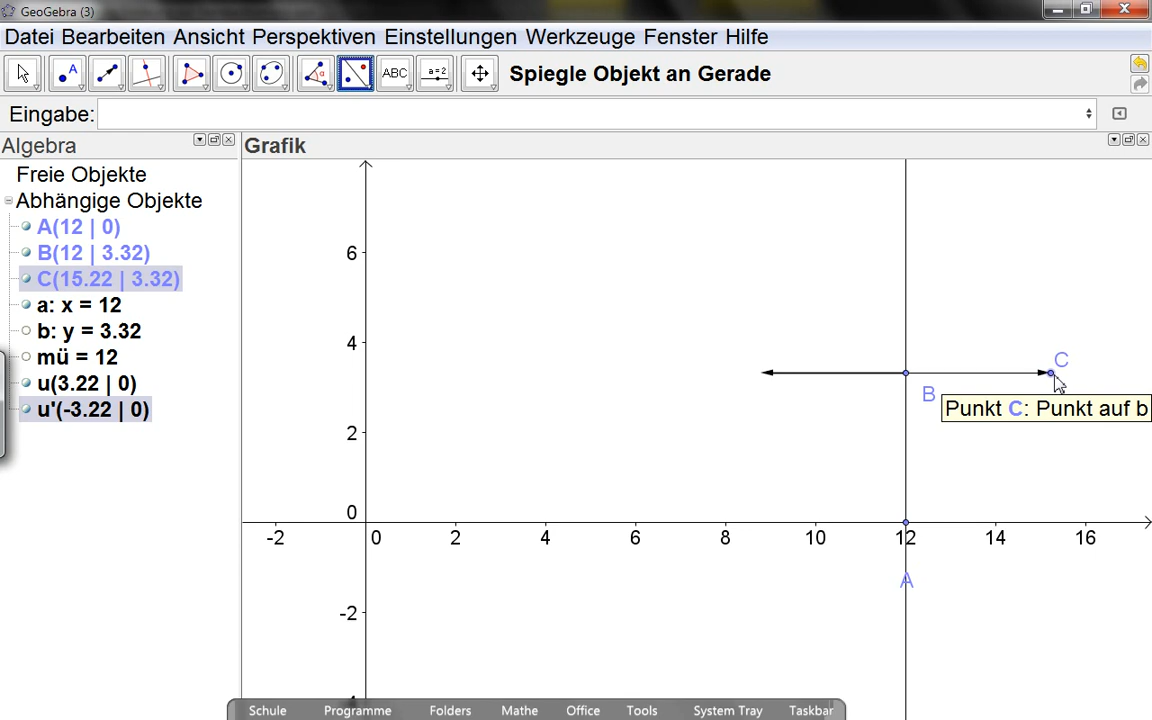 GeoGebra (3)
Datei Bearbeiten Ansicht Perspektiven Einstellungen Werkzeuge Fenster Hilfe
A α ABC a=2 Spiegle Objekt an Gerade
Eingabe:
Algebra
Grafik
Freie Objekte
Abhängige Objekte
A(12 | 0)
B(12 | 3.32)
C(15.22 | 3.32)
a: x = 12
b: y = 3.32
mü = 12
u(3.22 | 0)
u'(-3.22 | 0)
6
4
C
B
Punkt C: Punkt auf b
2
0
-2 0 2 4 6 8 10 12 14 16
A
-2
Schule Programme Folders Mathe Office Tools System Tray Taskbar